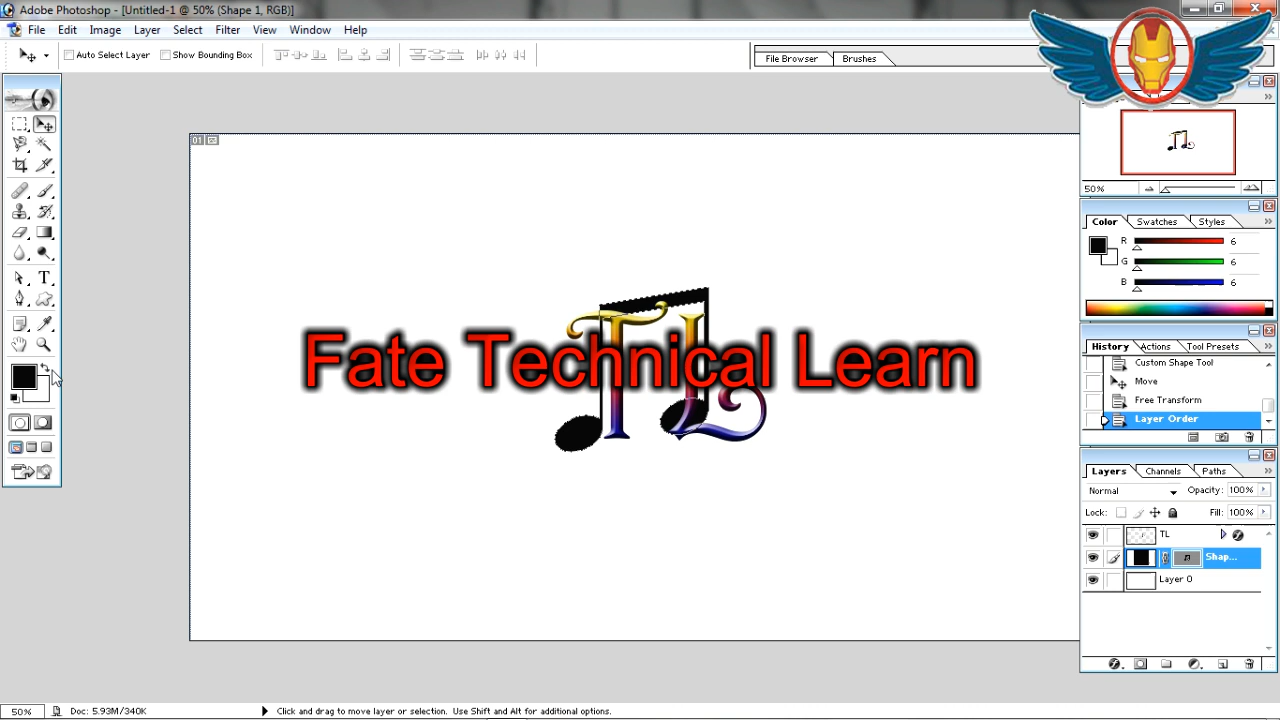 Adobe Photoshop - [Untitled-1 @ 50% (Shape 1, RGB)]
File Edit Image Layer Select Filter View Window Help
Auto Select Layer Show Bounding Box
File Browser Brushes
01
50%
Color Swatches Styles
R 6
G 6
B 6
History Actions Tool Presets
Custom Shape Tool
Move
Free Transform
Layer Order
Layers Channels Paths
Normal Opacity: 100%
Lock: Fill: 100%
TL
Shap...
Layer 0
T
TL
Fate Technical Learn
50% Doc: 5.93M/340K Click and drag to move layer or selection. Use Shift and Alt for additional options.